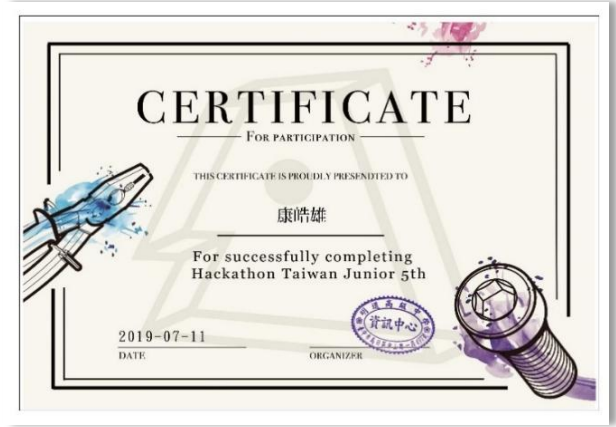 CERTIFICATE
FOR PARTICIPATION
THIS CERTIFICATE IS PROUDLY PRESENDTED TO
康皓雄
For successfully completing
Hackathon Taiwan Junior 5th
資訊中心
2019-07-11
DATE
ORGANIZER